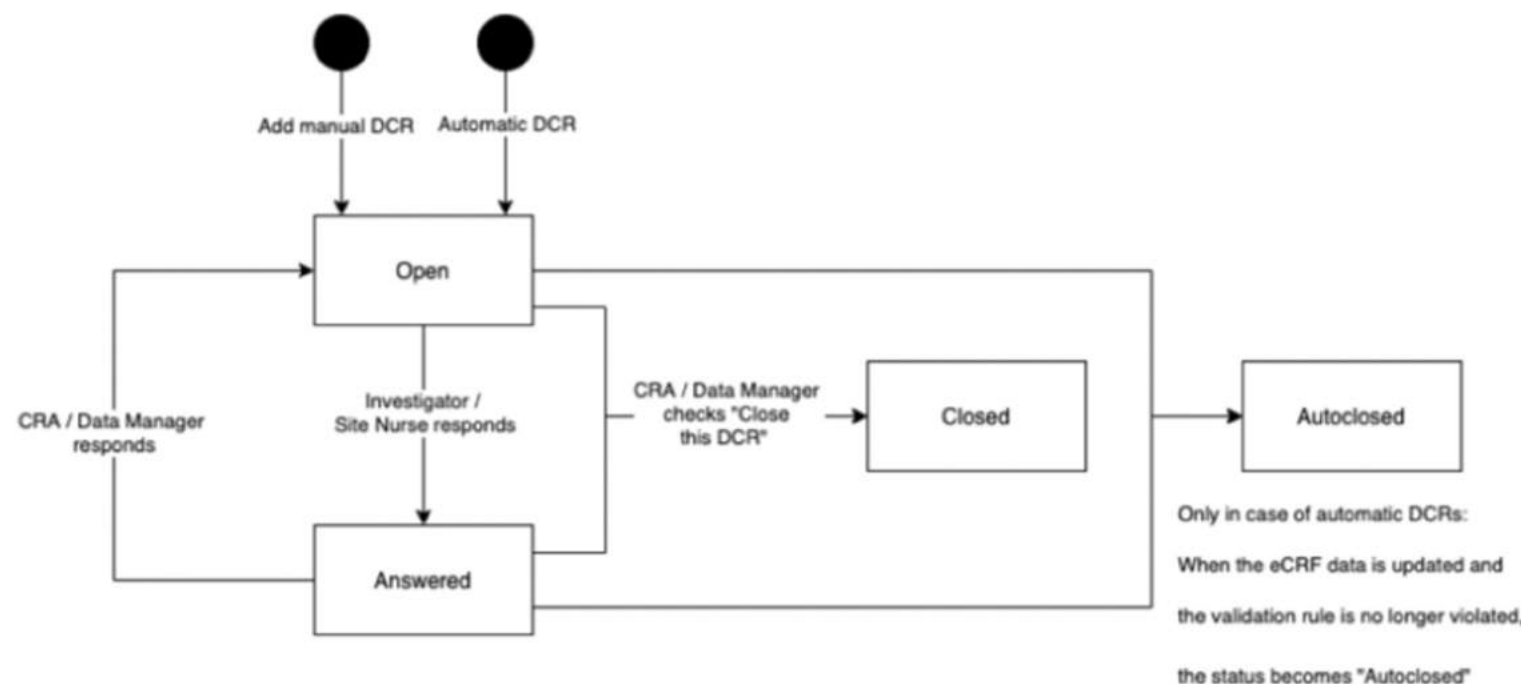 Add manual DCR
Automatic DCR
Open
CRA / Data Manager
responds
Investigator /
Site Nurse responds
CRA / Data Manager
checks "Close
this DCR"
Closed
Autoclosed
Answered
Only in case of automatic DCRs:
When the eCRF data is updated and
the validation rule is no longer violated,
the status becomes "Autoclosed"